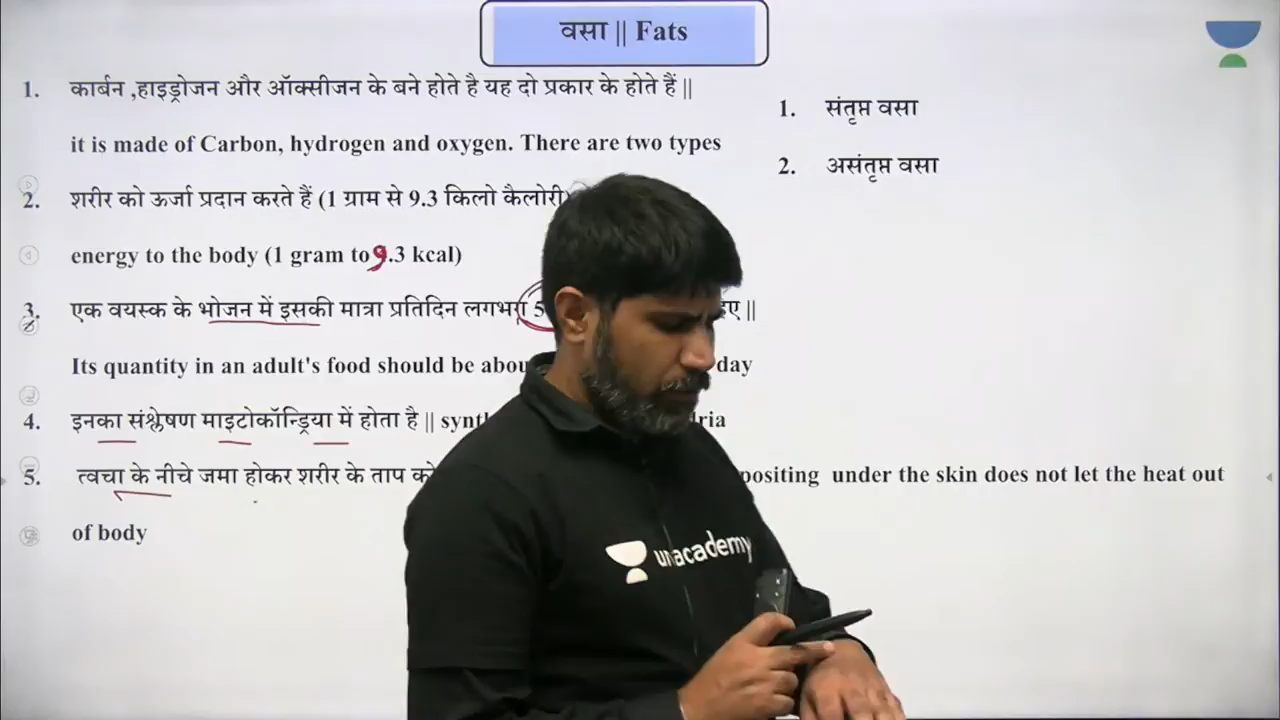 वसा || Fats
1. कार्बन ,हाइड्रोजन और ऑक्सीजन के बने होते है यह दो प्रकार के होते हैं ||
it is made of Carbon, hydrogen and oxygen. There are two types
1. संतृप्त वसा
2. असंतृप्त वसा
2. शरीर को ऊर्जा प्रदान करते हैं (1 ग्राम से 9.3 किलो कैलोरी)
energy to the body (1 gram to 9.3 kcal)
3. एक वयस्क के भोजन में इसकी मात्रा प्रतिदिन लगभग 5
||
Its quantity in an adult's food should be day
4. इनका संश्लेषण माइटोकॉन्ड्रिया में होता है ||
5. त्वचा के नीचे जमा होकर शरीर के ताप को under the skin does not let the heat out
of body
unacademy